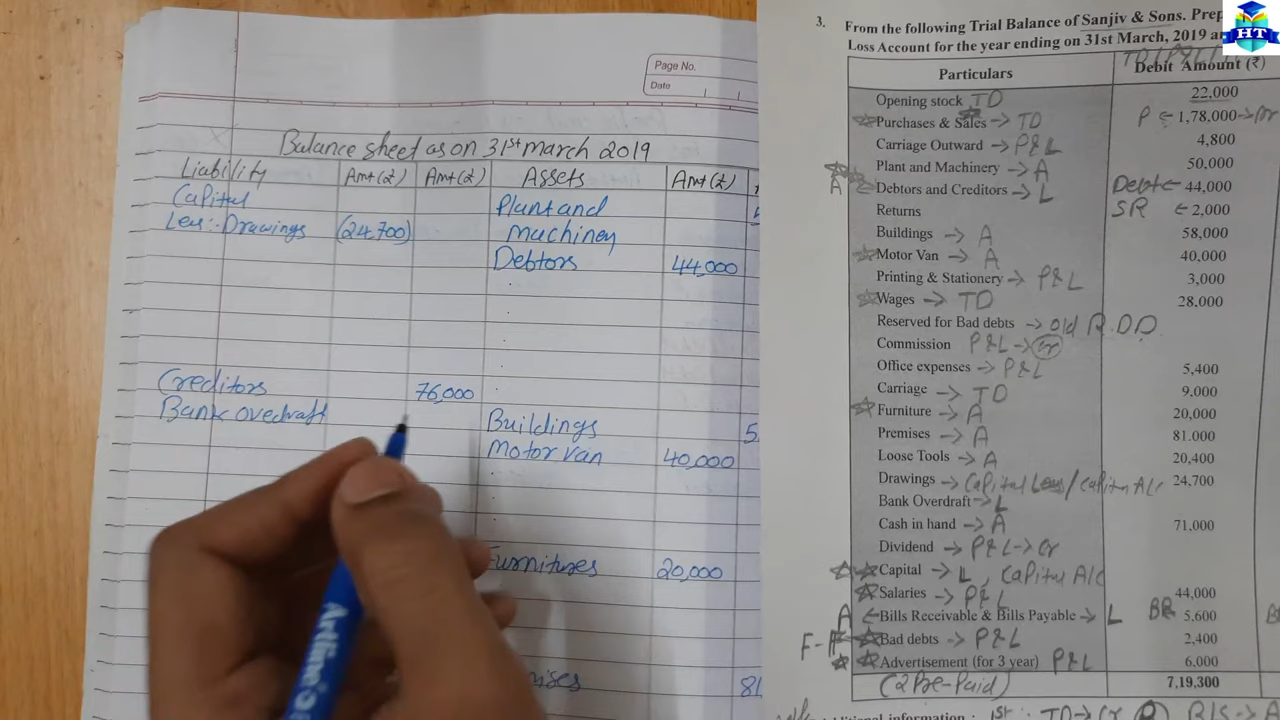 Page No.
Date
Balance sheet as on 31st march 2019
Liability Amt(₹) Amt(₹) Assets Amt(₹)
Capital Plant and
Less: Drawings (24,700) Machinery
Debtors 44,000
Creditors 76,000
Bank ovedraft Buildings 5
Motor van 40,000
Furnitures 20,000
81
3. From the following Trial Balance of Sanjiv & Sons. Prep
Loss Account for the year ending on 31st March, 2019 a
Particulars Debit Amount (₹)
Opening stock TD 22,000
Purchases & Sales → TD P ← 1,78,000 →
Carriage Outward → P&L 4,800
Plant and Machinery → A 50,000
A Debtors and Creditors → L Debt ← 44,000
Returns SR ← 2,000
Buildings → A 58,000
Motor Van → A 40,000
Printing & Stationery → P&L 3,000
Wages → TD 28,000
Reserved for Bad debts → old R.D.D.
Commission P&L → Cr
Office expenses → P&L 5,400
Carriage → TD 9,000
Furniture → A 20,000
Premises → A 81.000
Loose Tools → A 20,400
Drawings → Capital Less / Capital A/c 24,700
Bank Overdraft → L
Cash in hand → A 71,000
Dividend → P&L → Cr
Capital → L, Capital A/c
Salaries → P&L 44,000
A ← Bills Receivable & Bills Payable → L BR 5,600
Bad debts → P&L 2,400
Advertisement (for 3 year) P&L 6,000
(2 Pre-Paid) 7,19,300
HT
Artline